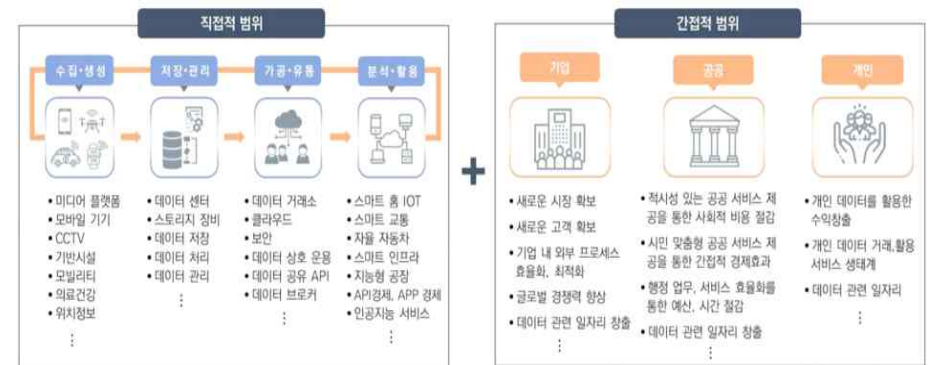 직접적 범위
수집·생성
저장·관리
가공·유통
분석·활용
• 미디어 플랫폼
• 모바일 기기
• CCTV
• 기반시설
• 모빌리티
• 의료건강
• 위치정보
⋮
• 데이터 센터
• 스토리지 장비
• 데이터 저장
• 데이터 처리
• 데이터 관리
⋮
• 데이터 거래소
• 클라우드
• 보안
• 데이터 상호 운용
• 데이터 공유 API
• 데이터 브로커
⋮
• 스마트 홈 IOT
• 스마트 교통
• 자율 자동차
• 스마트 인프라
• 지능형 공장
• API경제, APP 경제
• 인공지능 서비스
⋮
+
간접적 범위
기업
공공
개인
• 새로운 시장 확보
• 새로운 고객 확보
• 기업 내 외부 프로세스
효율화, 최적화
• 글로벌 경쟁력 향상
• 데이터 관련 일자리 창출
⋮
• 적시성 있는 공공 서비스 제
공을 통한 사회적 비용 절감
• 시민 맞춤형 공공 서비스 제
공을 통한 간접적 경제효과
• 행정 업무, 서비스 효율화를
통한 예산, 시간 절감
• 데이터 관련 일자리 창출
⋮
• 개인 데이터를 활용한
수익창출
• 개인 데이터 거래,활용
서비스 생태계
• 데이터 관련 일자리
⋮